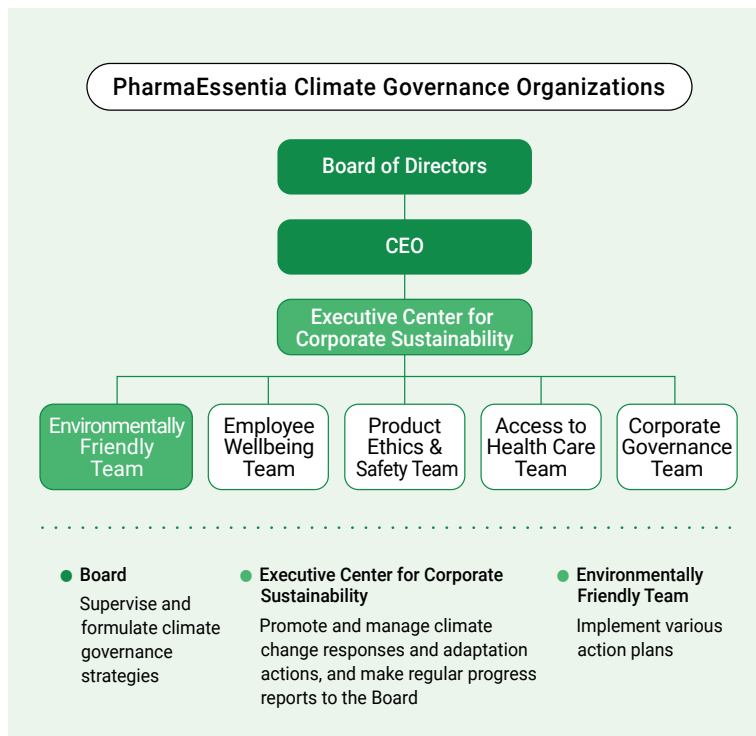 PharmaEssentia Climate Governance Organizations
Board of Directors
CEO
Executive Center for
Corporate Sustainability
Environmentally
Friendly
Team
Employee
Wellbeing
Team
Product
Ethics &
Safety Team
Access to
Health Care
Team
Corporate
Governance
Team
Board
Supervise and
formulate climate
governance
strategies
Executive Center for Corporate
Sustainability
Promote and manage climate
change responses and adaptation
actions, and make regular progress
reports to the Board
Environmentally
Friendly Team
Implement various
action plans